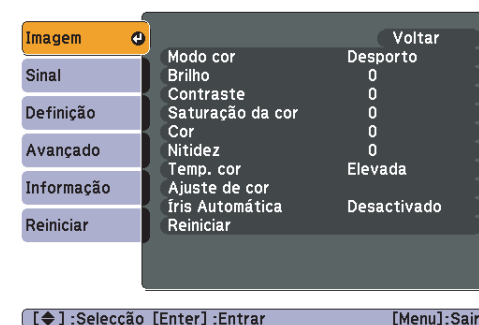 Imagem
Sinal
Definição
Avançado
Informação
Reiniciar
Voltar
Modo cor Desporto
Brilho 0
Contraste 0
Saturação da cor 0
Cor 0
Nitidez 0
Temp. cor Elevada
Ajuste de cor
Íris Automática Desactivado
Reiniciar
[ ] :Selecção [Enter] :Entrar [Menu]:Sair